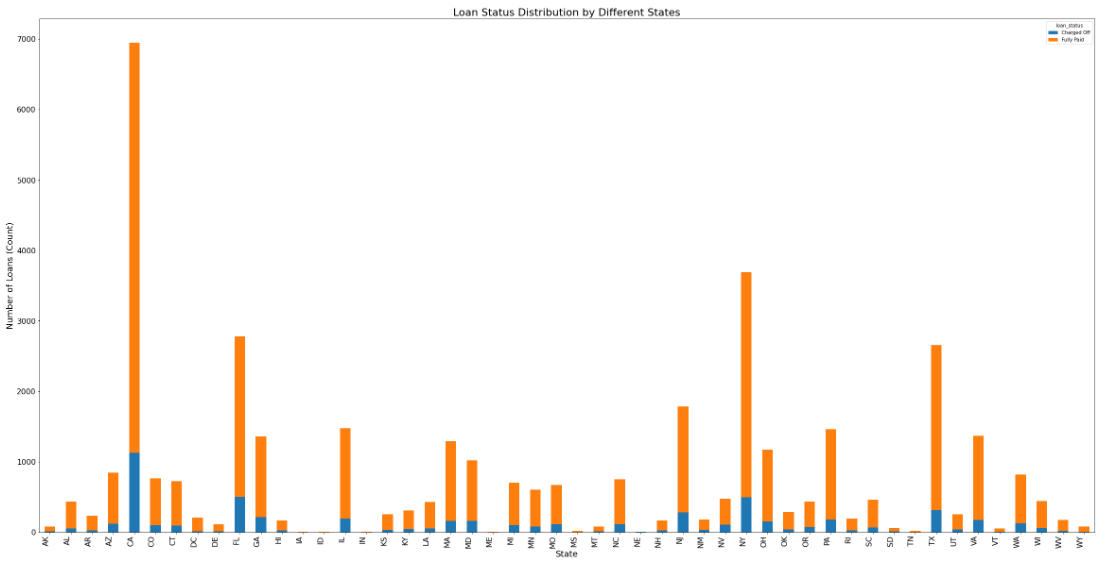 Loan Status Distribution by Different States
loan_status
Charged Off
Fully Paid
Number of Loans (Count)
7000
6000
5000
4000
3000
2000
1000
0
AK AL AR AZ CA CO CT DC DE FL GA HI IA ID IL IN KS KY LA MA MD ME MI MN MO MS MT NC NE NH NJ NM NV NY OH OK OR PA RI SC SD TN TX UT VA VT WA WI WV WY
State